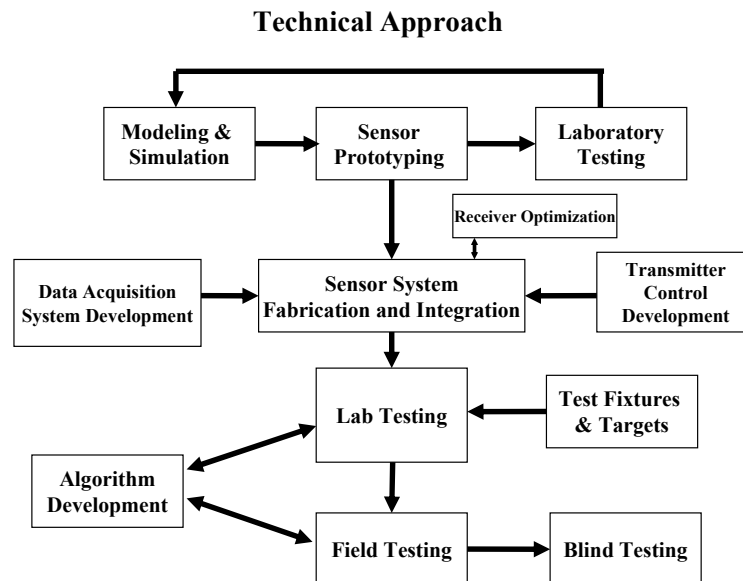 Technical Approach
Modeling &
Simulation
Sensor
Prototyping
Laboratory
Testing
Receiver Optimization
Data Acquisition
System Development
Sensor System
Fabrication and Integration
Transmitter
Control
Development
Lab Testing
Test Fixtures
& Targets
Algorithm
Development
Field Testing
Blind Testing